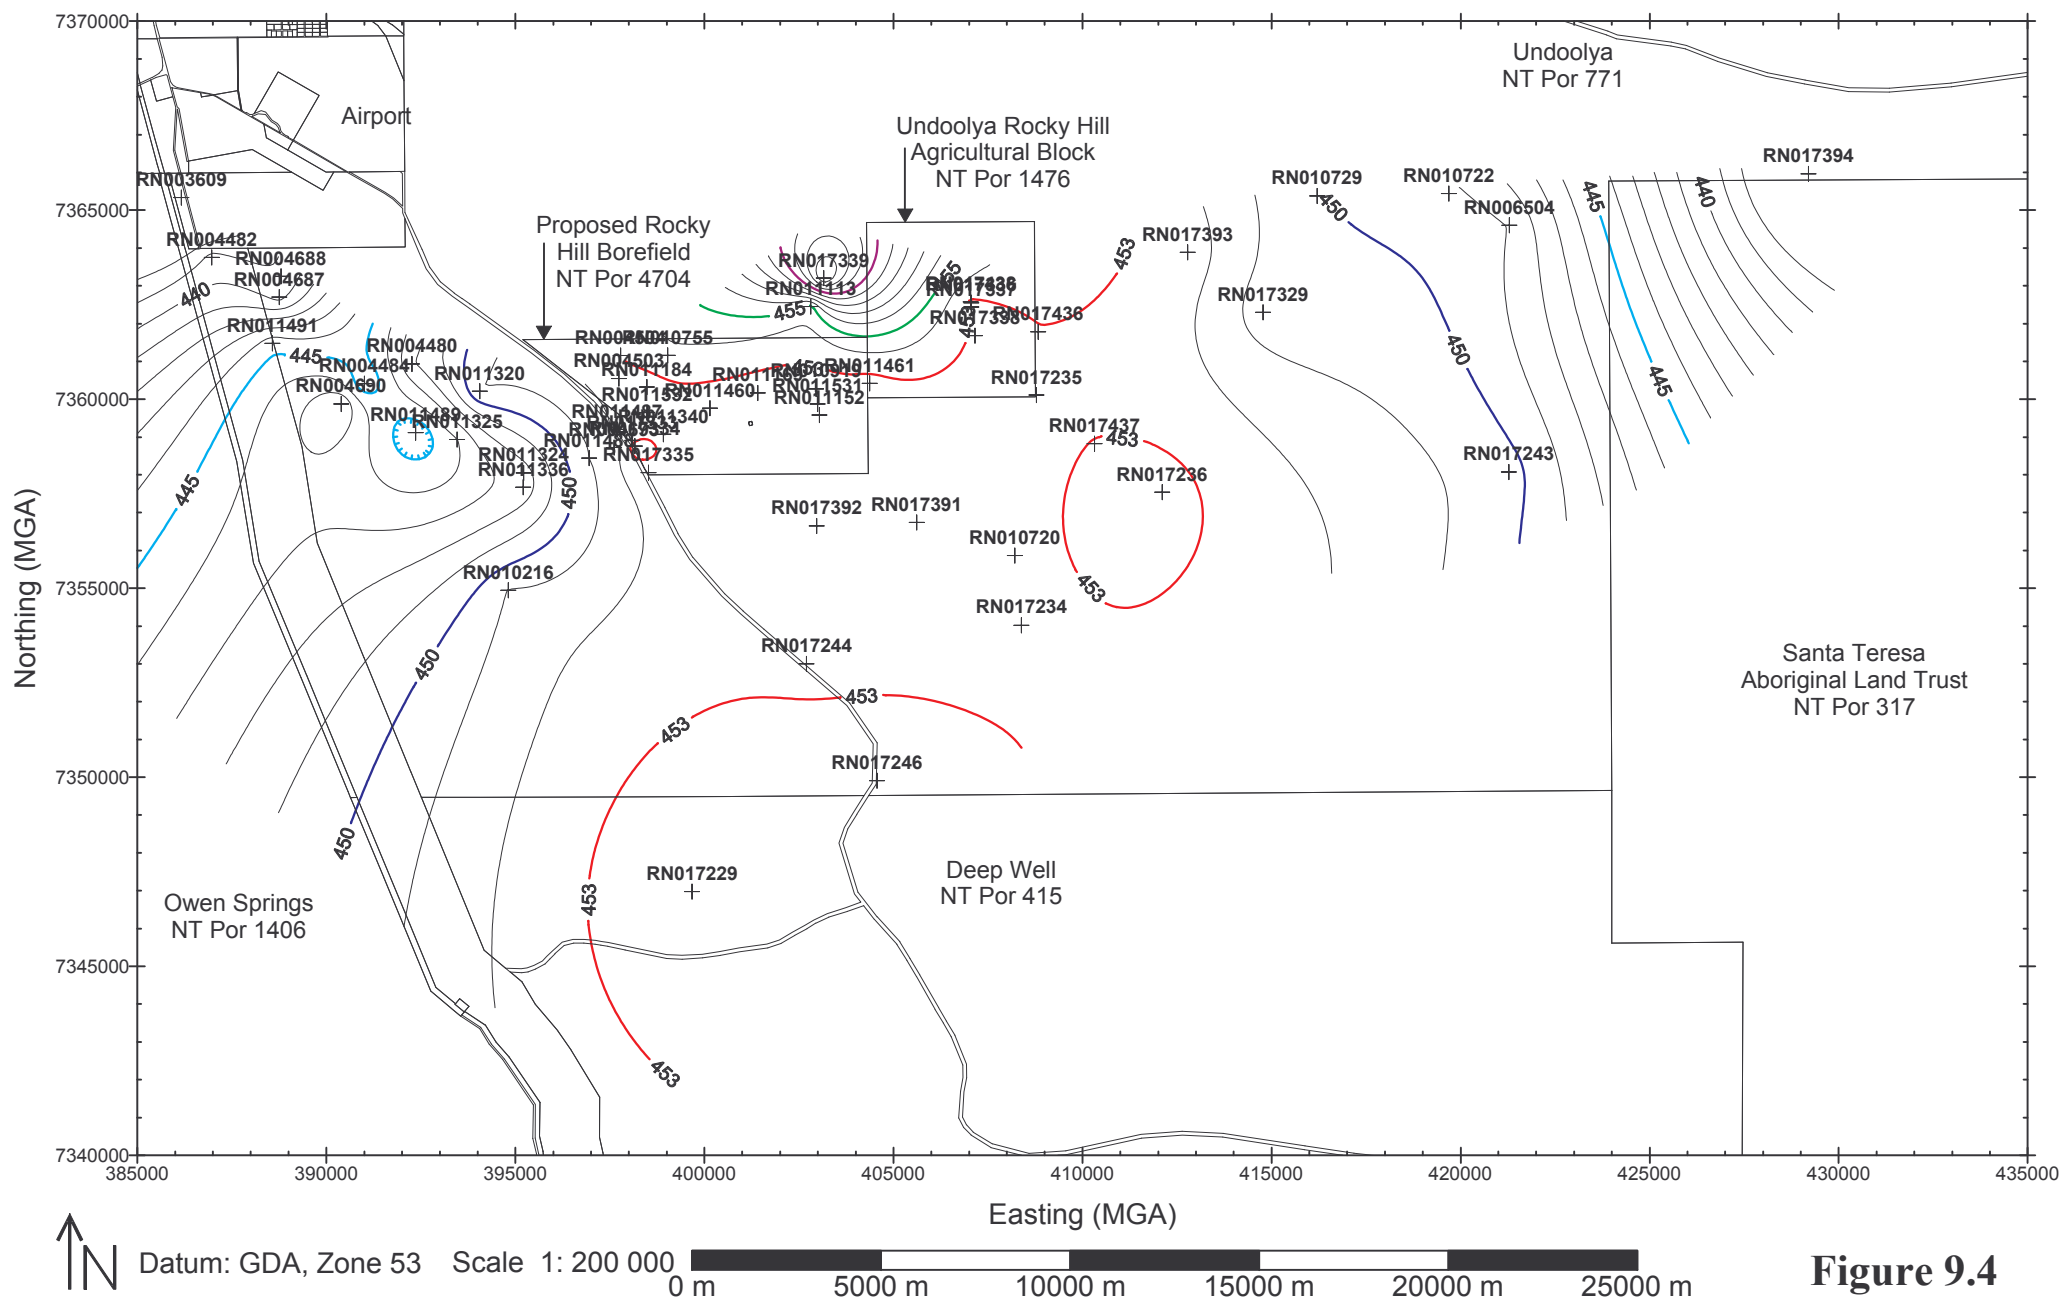 7370000
7365000
7360000
7355000
7350000
7345000
7340000
Northing (MGA)
Undoolya
NT Por 771
Airport
Undoolya Rocky Hill
Agricultural Block
NT Por 1476
Proposed Rocky
Hill Borefield
NT Por 4704
RN003609
RN004482
RN004688
RN004687
440
RN011491
445
RN004480
RN004484
RN004690
RN011320
RN011489
RN011325
RN011324
RN011336
445
450
RN010216
450
450
RN017339
RN011113
455
455
RN010755
RN004503
RN011184
RN011532
RN011460
RN011461
RN011531
RN011152
RN017335
RN017338
RN017436
453
453
RN017235
RN017393
RN017329
RN010729
450
RN010722
RN006504
445
440
RN017394
450
445
RN017243
RN017437
453
RN017236
453
RN017392
RN017391
RN010720
RN017234
RN017244
453
453
RN017246
RN017229
453
453
Santa Teresa
Aboriginal Land Trust
NT Por 317
Deep Well
NT Por 415
Owen Springs
NT Por 1406
385000
390000
395000
400000
405000
410000
415000
420000
425000
430000
435000
Easting (MGA)
N
Datum: GDA, Zone 53
Scale 1: 200 000
0 m
5000 m
10000 m
15000 m
20000 m
25000 m
Figure 9.4